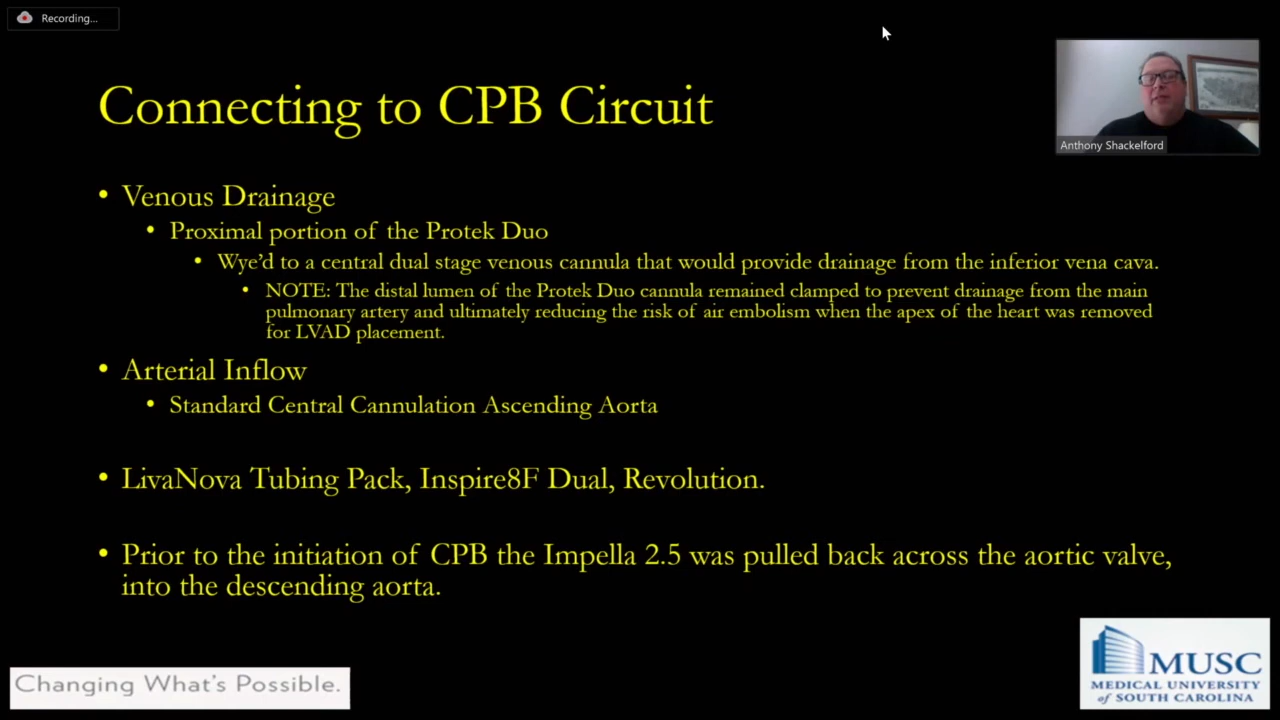 Recording...
Connecting to CPB Circuit
Anthony Shackelford
• Venous Drainage
• Proximal portion of the Protek Duo
• Wye'd to a central dual stage venous cannula that would provide drainage from the inferior vena cava.
• NOTE: The distal lumen of the Protek Duo cannula remained clamped to prevent drainage from the main
pulmonary artery and ultimately reducing the risk of air embolism when the apex of the heart was removed
for LVAD placement.
• Arterial Inflow
• Standard Central Cannulation Ascending Aorta
• LivaNova Tubing Pack, Inspire8F Dual, Revolution.
• Prior to the initiation of CPB the Impella 2.5 was pulled back across the aortic valve,
into the descending aorta.
Changing What's Possible.
MUSC
MEDICAL UNIVERSITY
of SOUTH CAROLINA